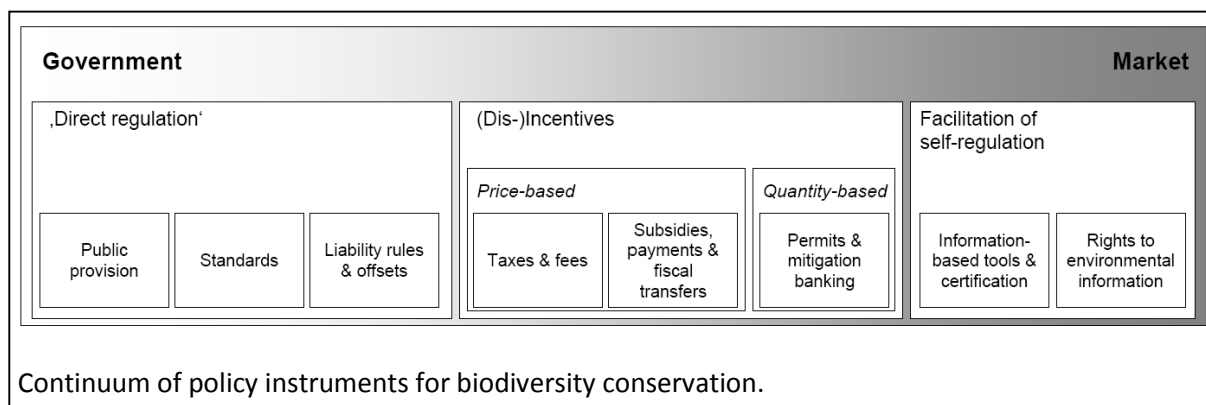 Government
Market
‚Direct regulation‘
(Dis-)Incentives
Facilitation of
self-regulation
Price-based
Quantity-based
Public
provision
Standards
Liability rules
& offsets
Taxes & fees
Subsidies,
payments &
fiscal
transfers
Permits &
mitigation
banking
Information-
based tools &
certification
Rights to
environmental
information
Continuum of policy instruments for biodiversity conservation.